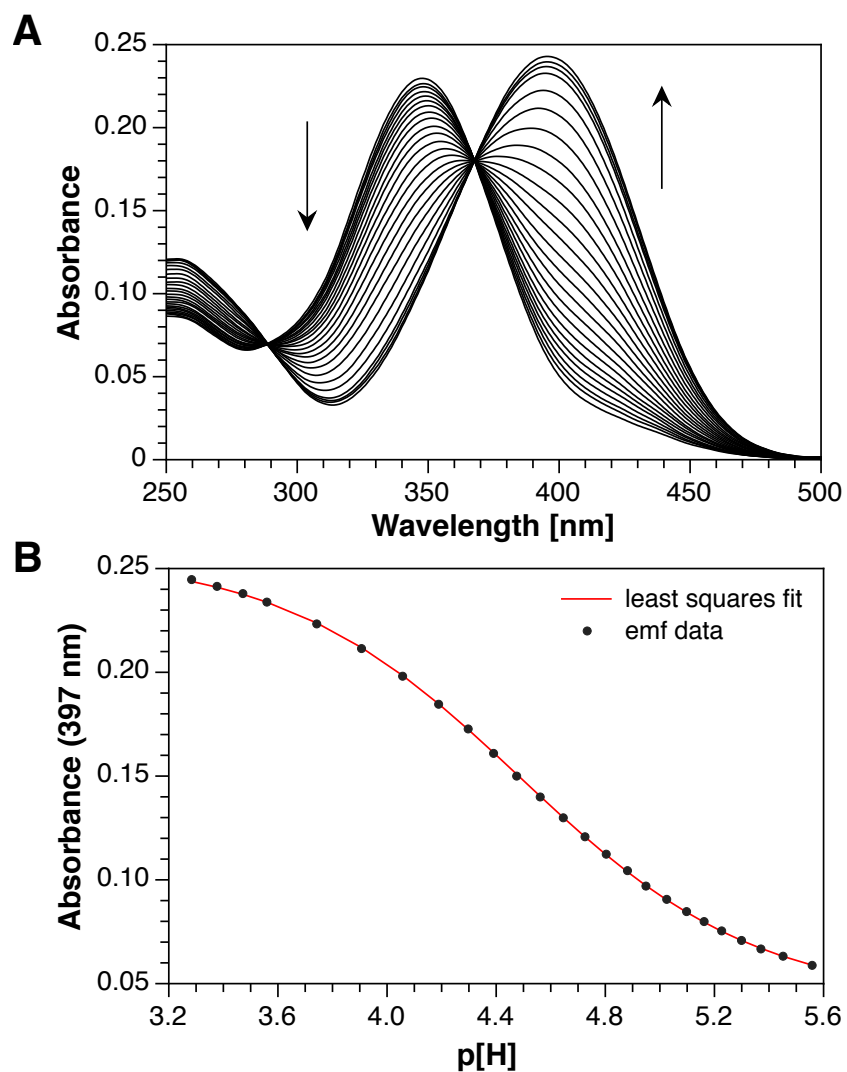 A
0.25
0.20
0.15
0.10
0.05
0
Absorbance
250 300 350 400 450 500
Wavelength [nm]
B
0.25
0.20
0.15
0.10
0.05
Absorbance (397 nm)
least squares fit
emf data
3.2 3.6 4.0 4.4 4.8 5.2 5.6
p[H]